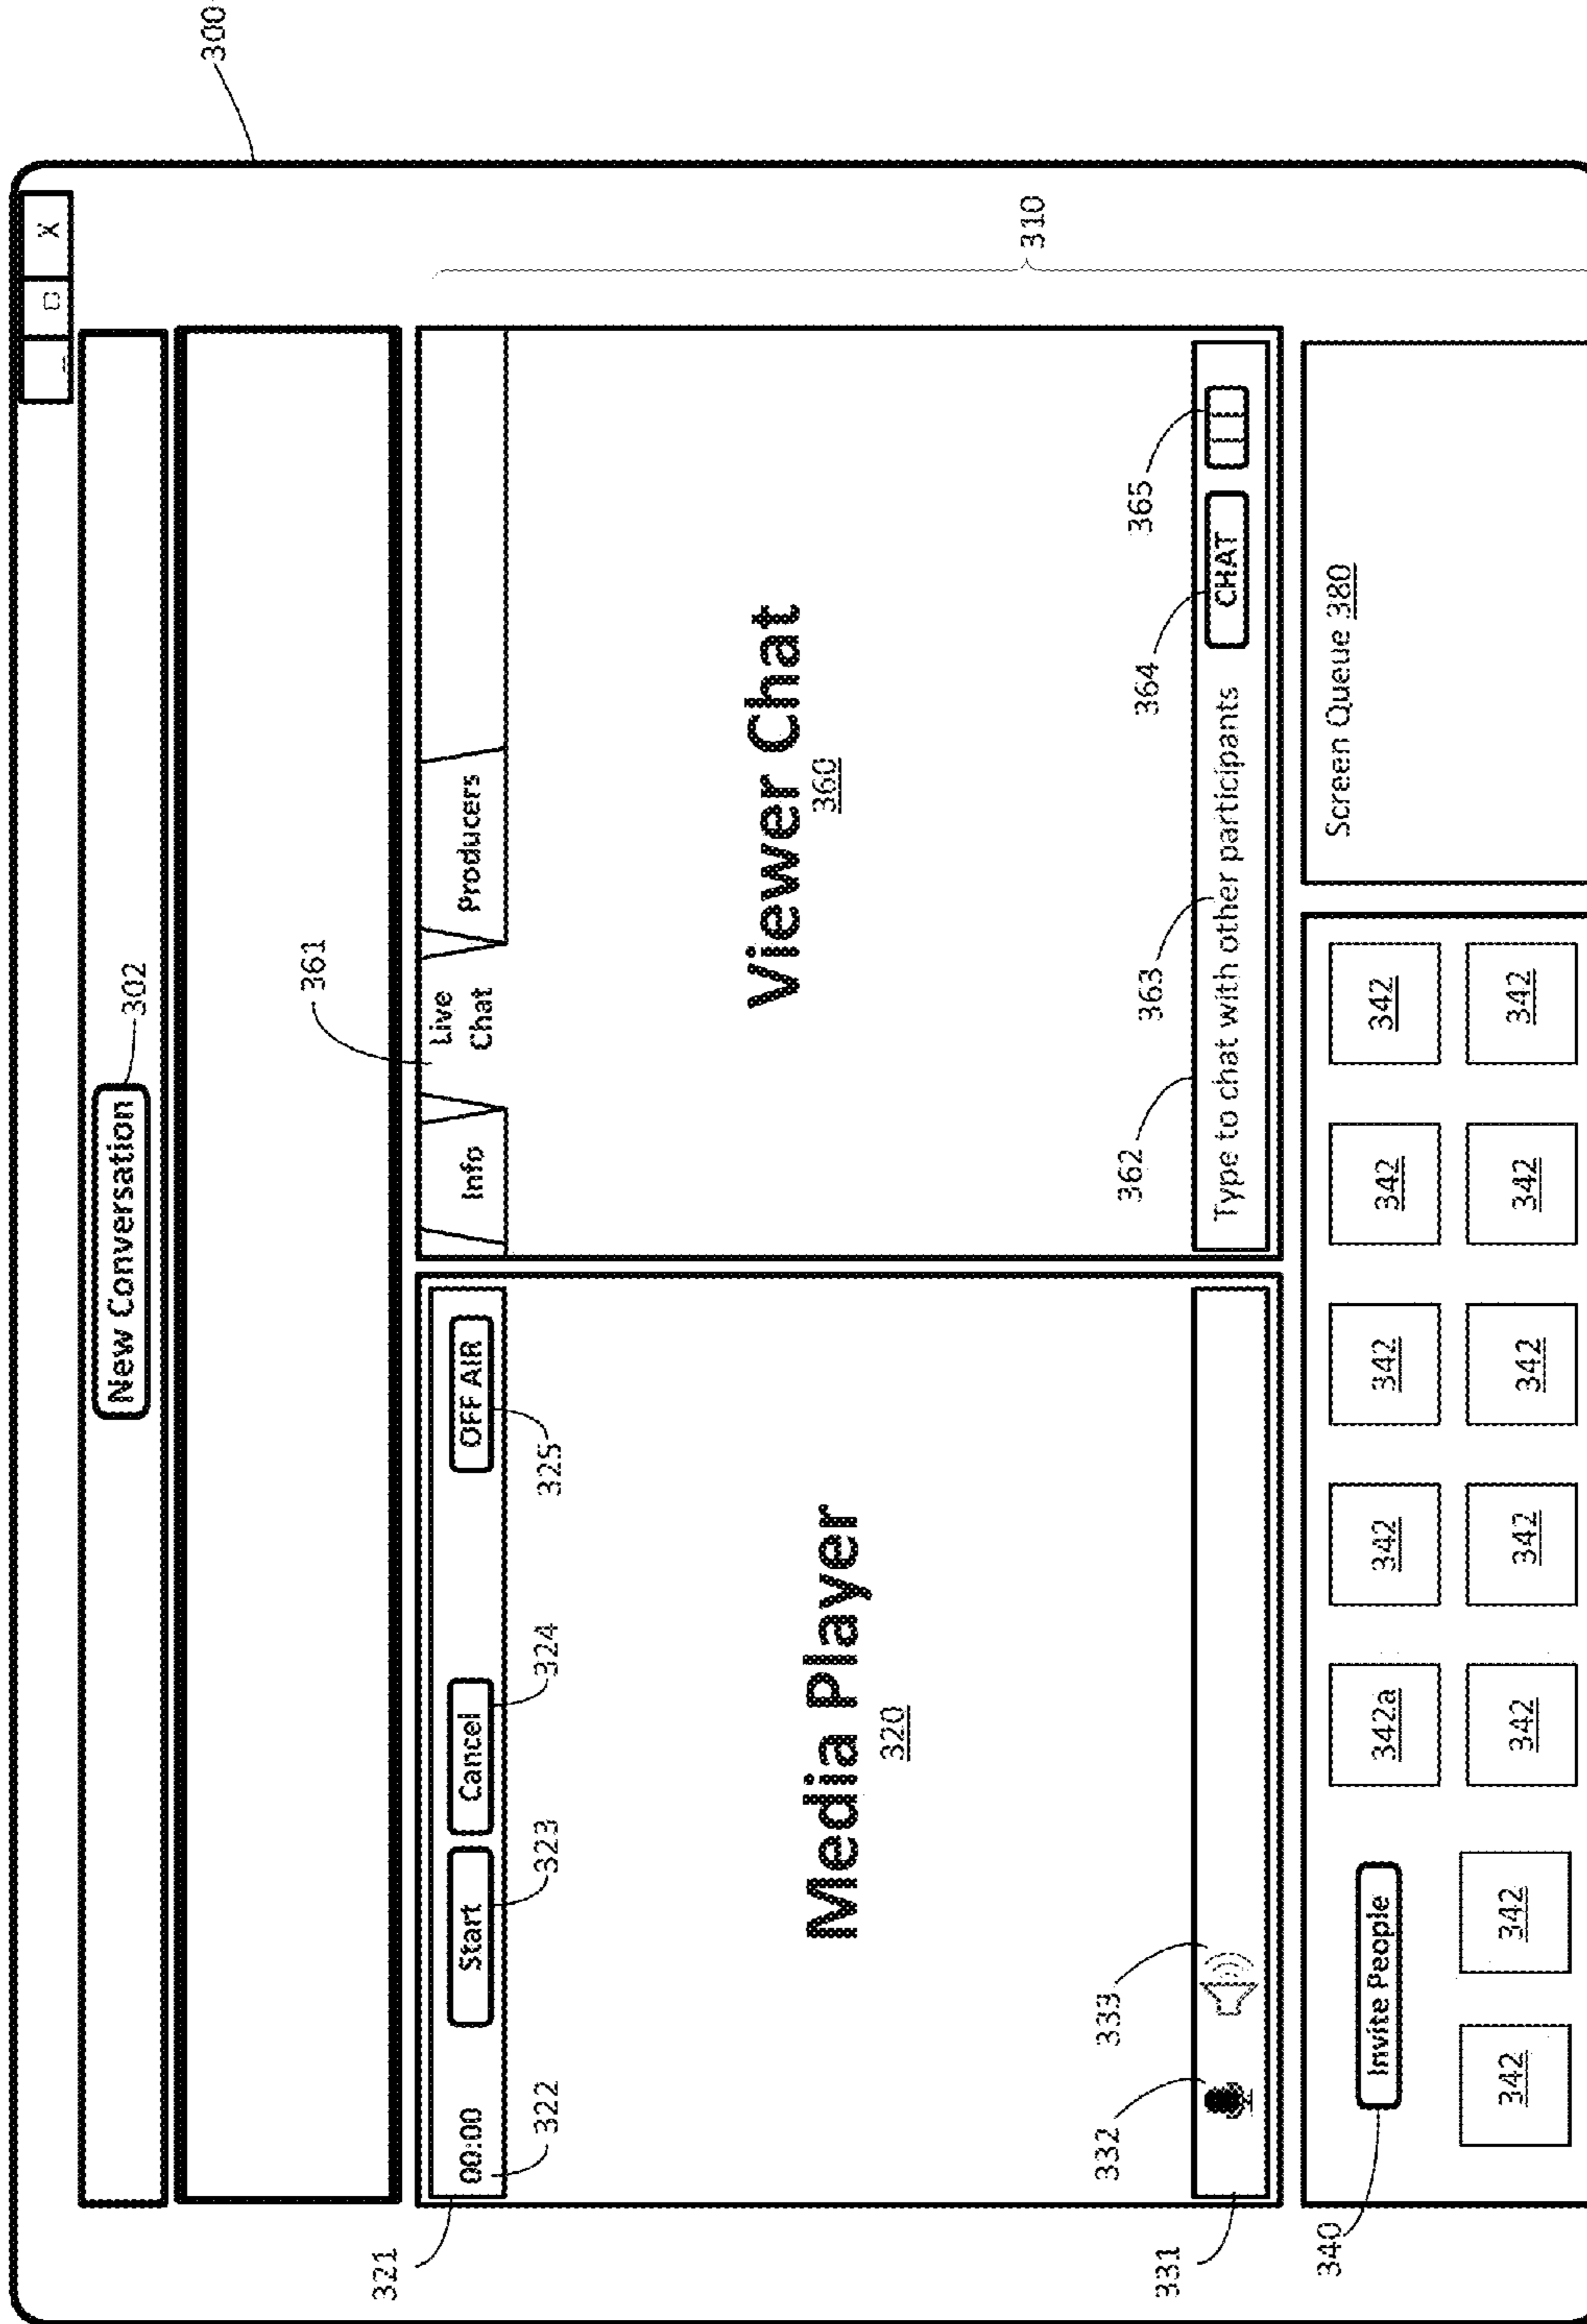 300
_ □ X
New Conversation
302
361
310
321
00:00
Start
Cancel
OFF AIR
322
323
324
325
Info
Live
Chat
Producers
Media Player
320
Viewer Chat
360
332
333
331
362
363
364
365
Type to chat with other participants
CHAT
340
Invite People
342a 342 342 342 342
342 342 342 342 342 342 342
Screen Queue 380